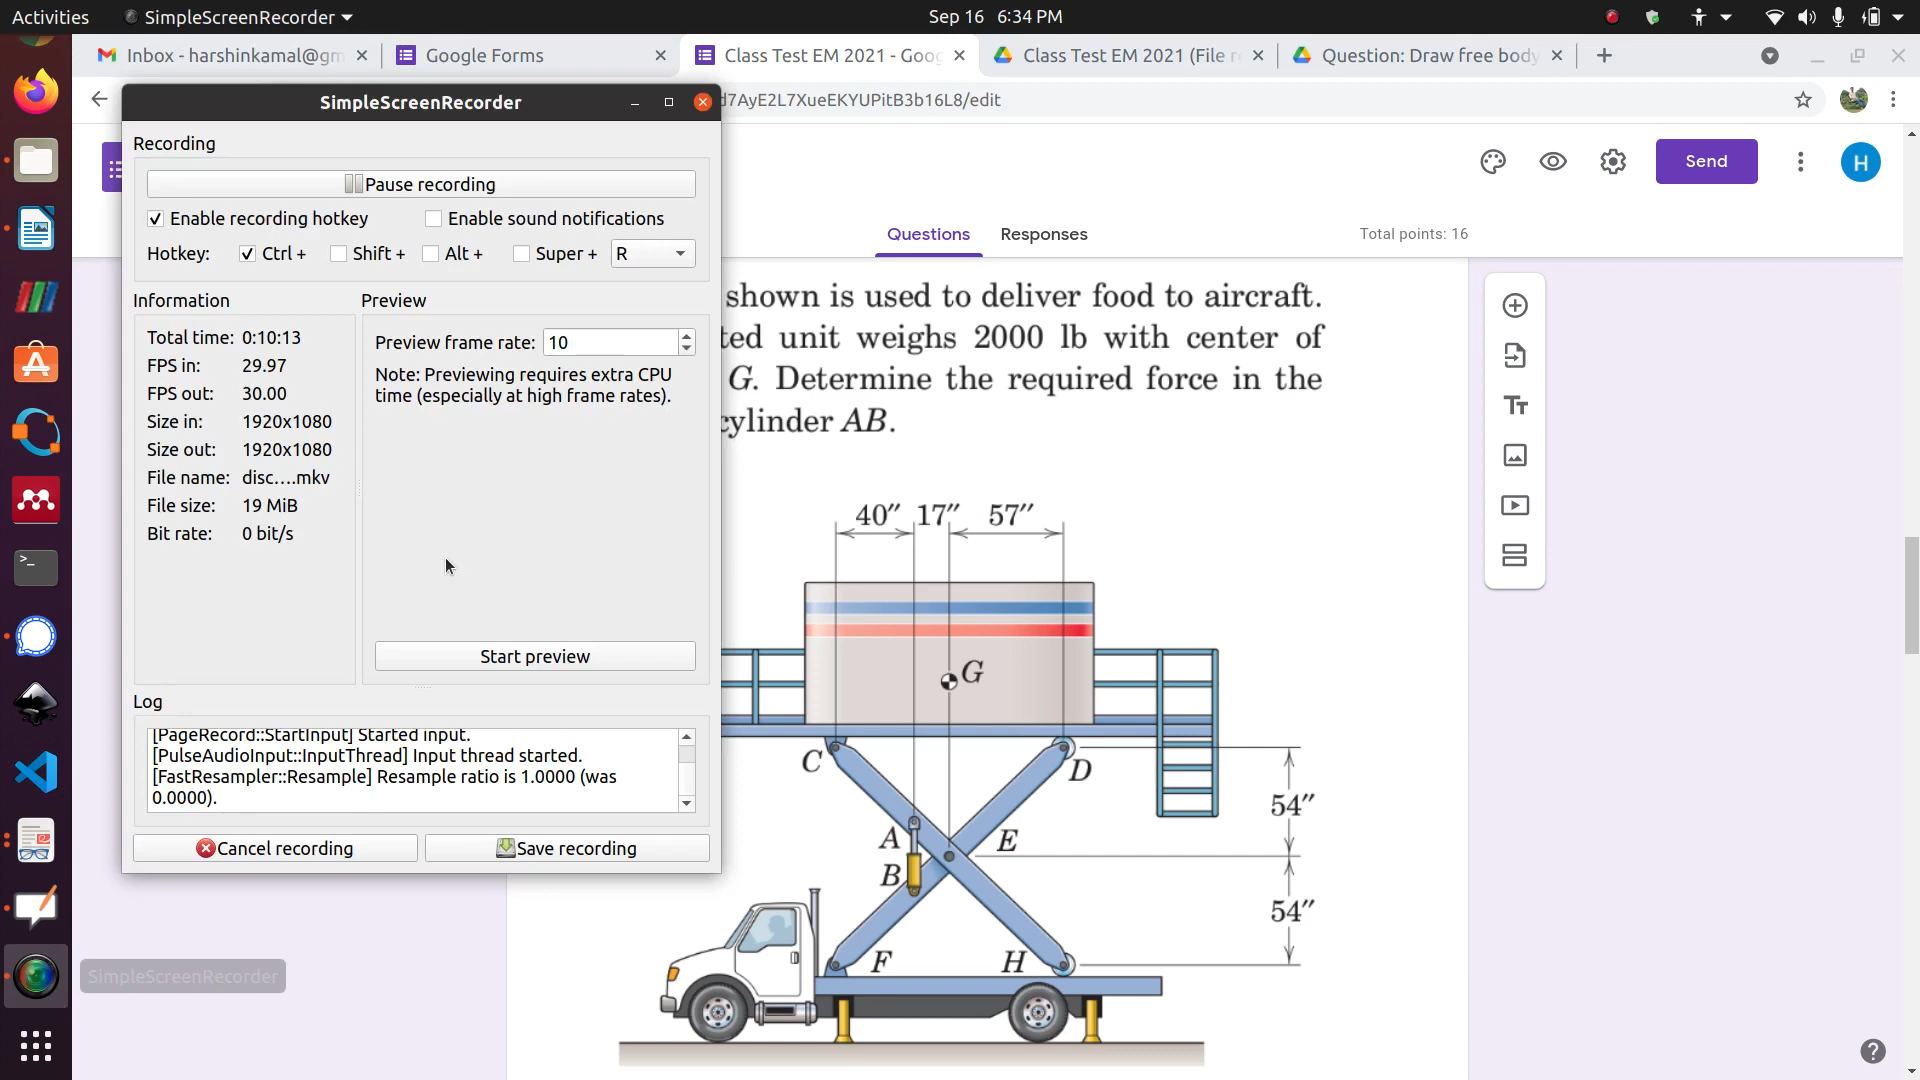 Activities
SimpleScreenRecorder
Sep 16 6:34 PM
Inbox - harshinkamal@gm
Google Forms
Class Test EM 2021 - Goog
Class Test EM 2021 (File r
Question: Draw free body
SimpleScreenRecorder
d7AyE2L7XueEKYUPitB3b16L8/edit
Recording
Pause recording
Enable recording hotkey
Enable sound notifications
Hotkey: Ctrl + Shift + Alt + Super + R
Send
H
Questions
Responses
Total points: 16
Information
Total time: 0:10:13
FPS in: 29.97
FPS out: 30.00
Size in: 1920x1080
Size out: 1920x1080
File name: disc....mkv
File size: 19 MiB
Bit rate: 0 bit/s
Preview
Preview frame rate: 10
Note: Previewing requires extra CPU
time (especially at high frame rates).
Start preview
Log
[PageRecord::StartInput] Started input.
[PulseAudioInput::InputThread] Input thread started.
[FastResampler::Resample] Resample ratio is 1.0000 (was
0.0000).
Cancel recording
Save recording
SimpleScreenRecorder
shown is used to deliver food to aircraft.
ted unit weighs 2000 lb with center of
G. Determine the required force in the
cylinder AB.
40″ 17″ 57″
G
C
D
A
E
B
54″
54″
F
H